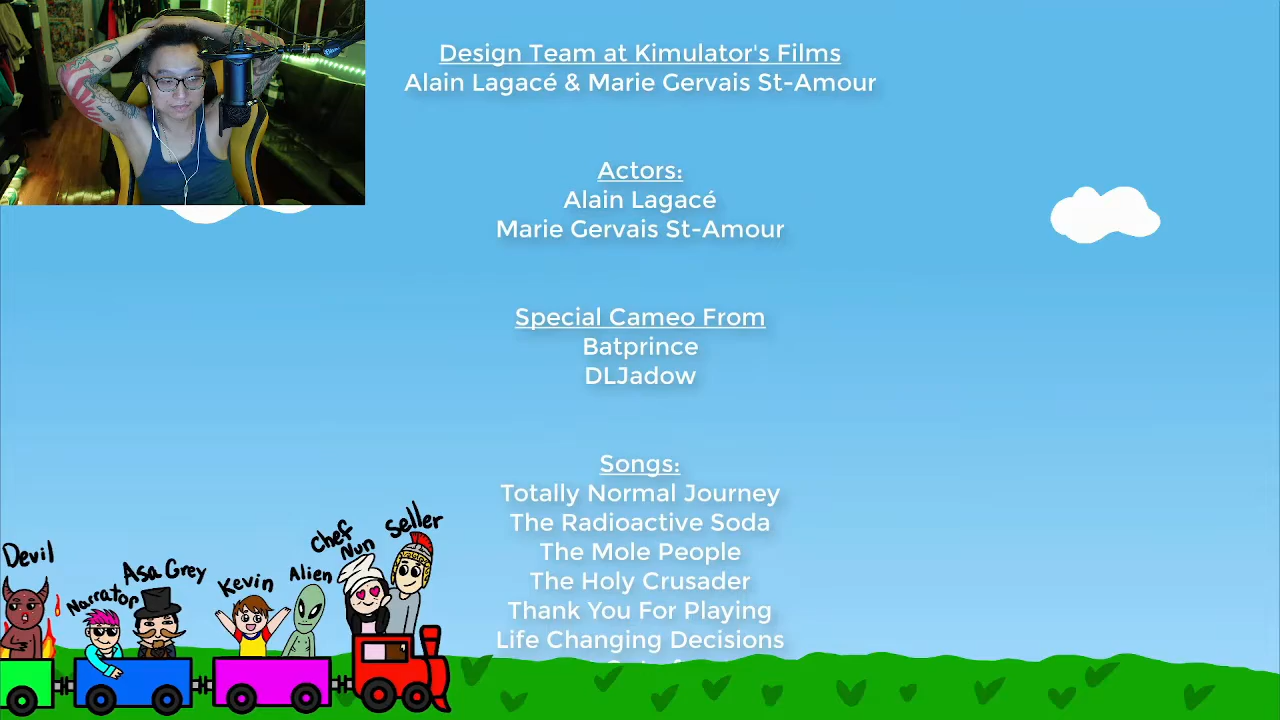 Design Team at Kimulator's Films
Alain Lagacé & Marie Gervais St-Amour
Actors:
Alain Lagacé
Marie Gervais St-Amour
Special Cameo From
Batprince
DLJadow
Songs:
Totally Normal Journey
The Radioactive Soda
The Mole People
The Holy Crusader
Thank You For Playing
Life Changing Decisions
Devil
Narrator
Asa Grey
Kevin
Alien
Chef
Nun
Seller